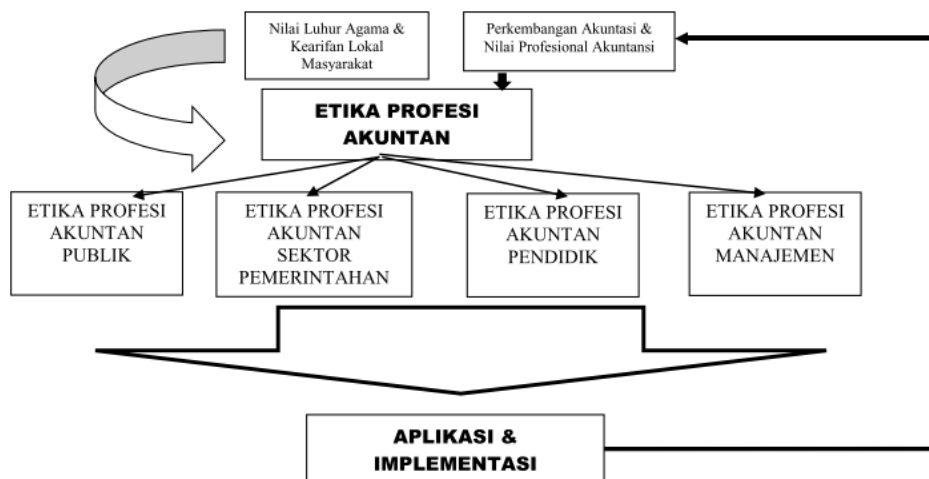 Nilai Luhur Agama &
Kearifan Lokal
Masyarakat
Perkembangan Akuntasi &
Nilai Profesional Akuntansi
ETIKA PROFESI
AKUNTAN
ETIKA PROFESI
AKUNTAN
PUBLIK
ETIKA PROFESI
AKUNTAN
SEKTOR
PEMERINTAHAN
ETIKA PROFESI
AKUNTAN
PENDIDIK
ETIKA PROFESI
AKUNTAN
MANAJEMEN
APLIKASI &
IMPLEMENTASI